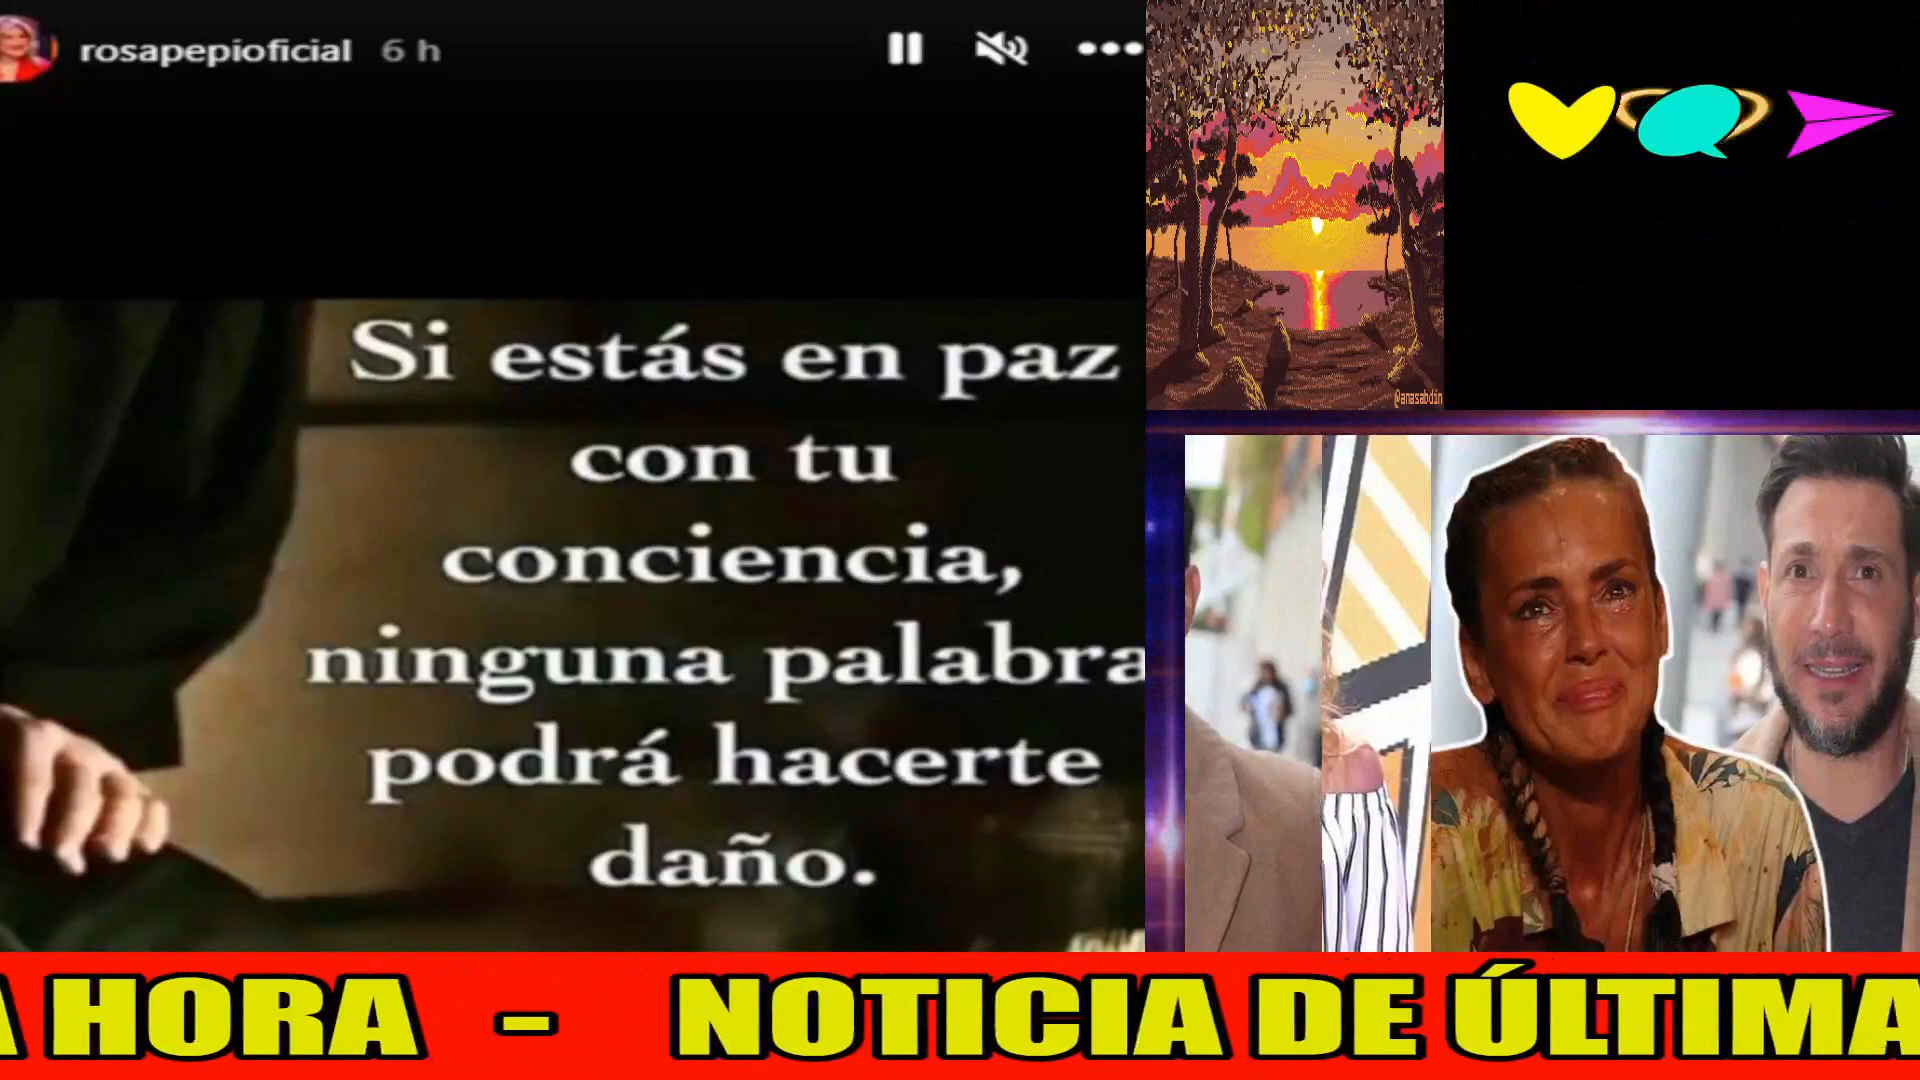 rosapepioficial 6 h
Si estás en paz
con tu
conciencia,
ninguna palabra
podrá hacerte
daño.
@anasabdin
A HORA - NOTICIA DE ÚLTIMA